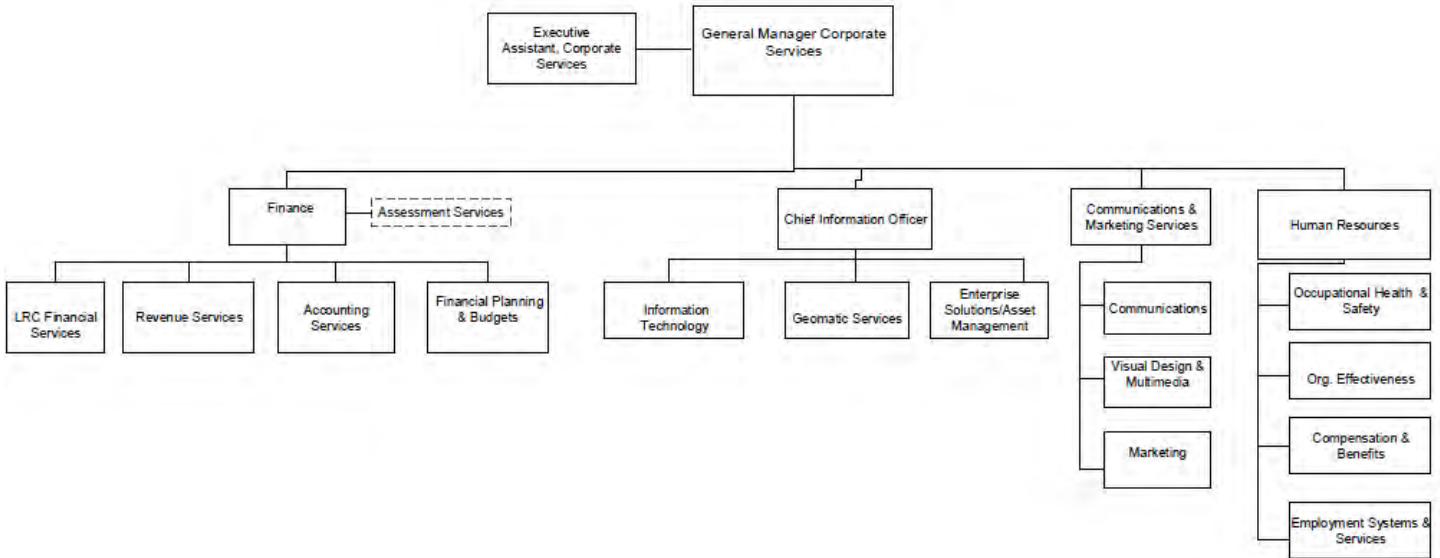 Executive
Assistant, Corporate
Services
General Manager Corporate
Services
Finance
Assessment Services
Chief Information Officer
Communications &
Marketing Services
Human Resources
LRC Financial
Services
Revenue Services
Accounting
Services
Financial Planning
& Budgets
Information
Technology
Geomatic Services
Enterprise
Solutions/Asset
Management
Communications
Visual Design &
Multimedia
Marketing
Occupational Health &
Safety
Org. Effectiveness
Compensation &
Benefits
Employment Systems &
Services